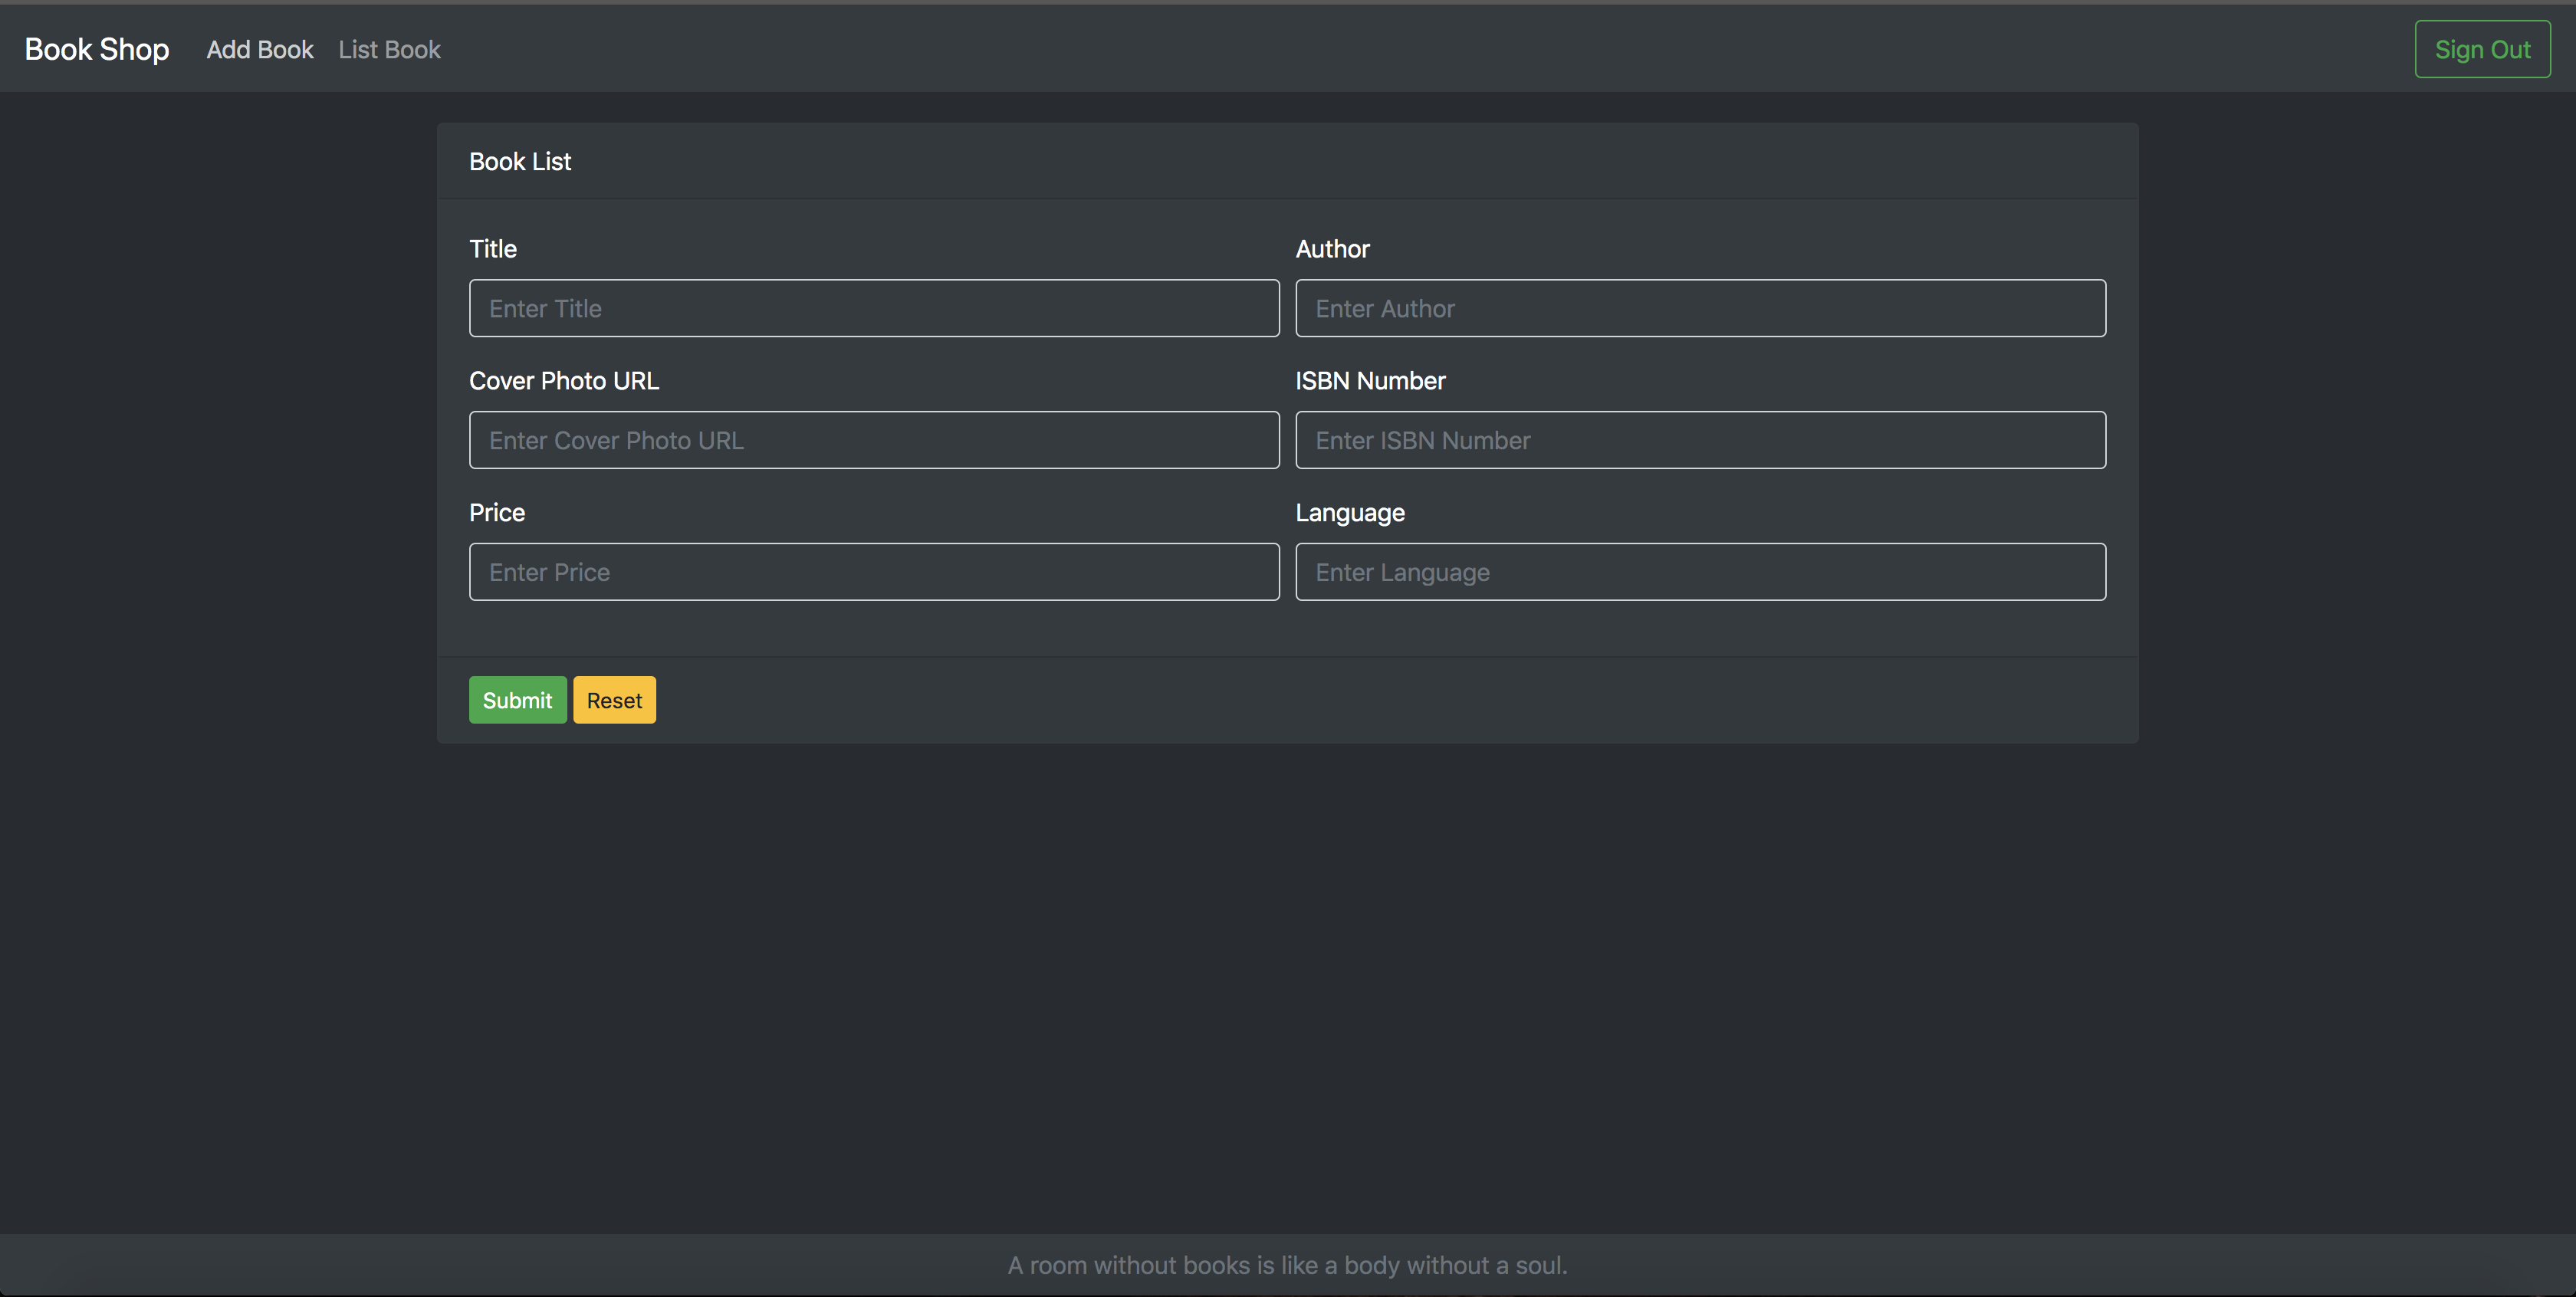 Book Shop Add Book List Book Sign Out
Book List
Title Author
Enter Title Enter Author
Cover Photo URL ISBN Number
Enter Cover Photo URL Enter ISBN Number
Price Language
Enter Price Enter Language
Submit Reset
A room without books is like a body without a soul.